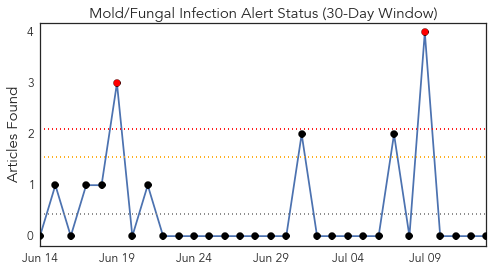 Mold/Fungal Infection Alert Status (30-Day Window)
Articles Found
4
3
2
1
0
Jun 14 Jun 19 Jun 24 Jun 29 Jul 04 Jul 09